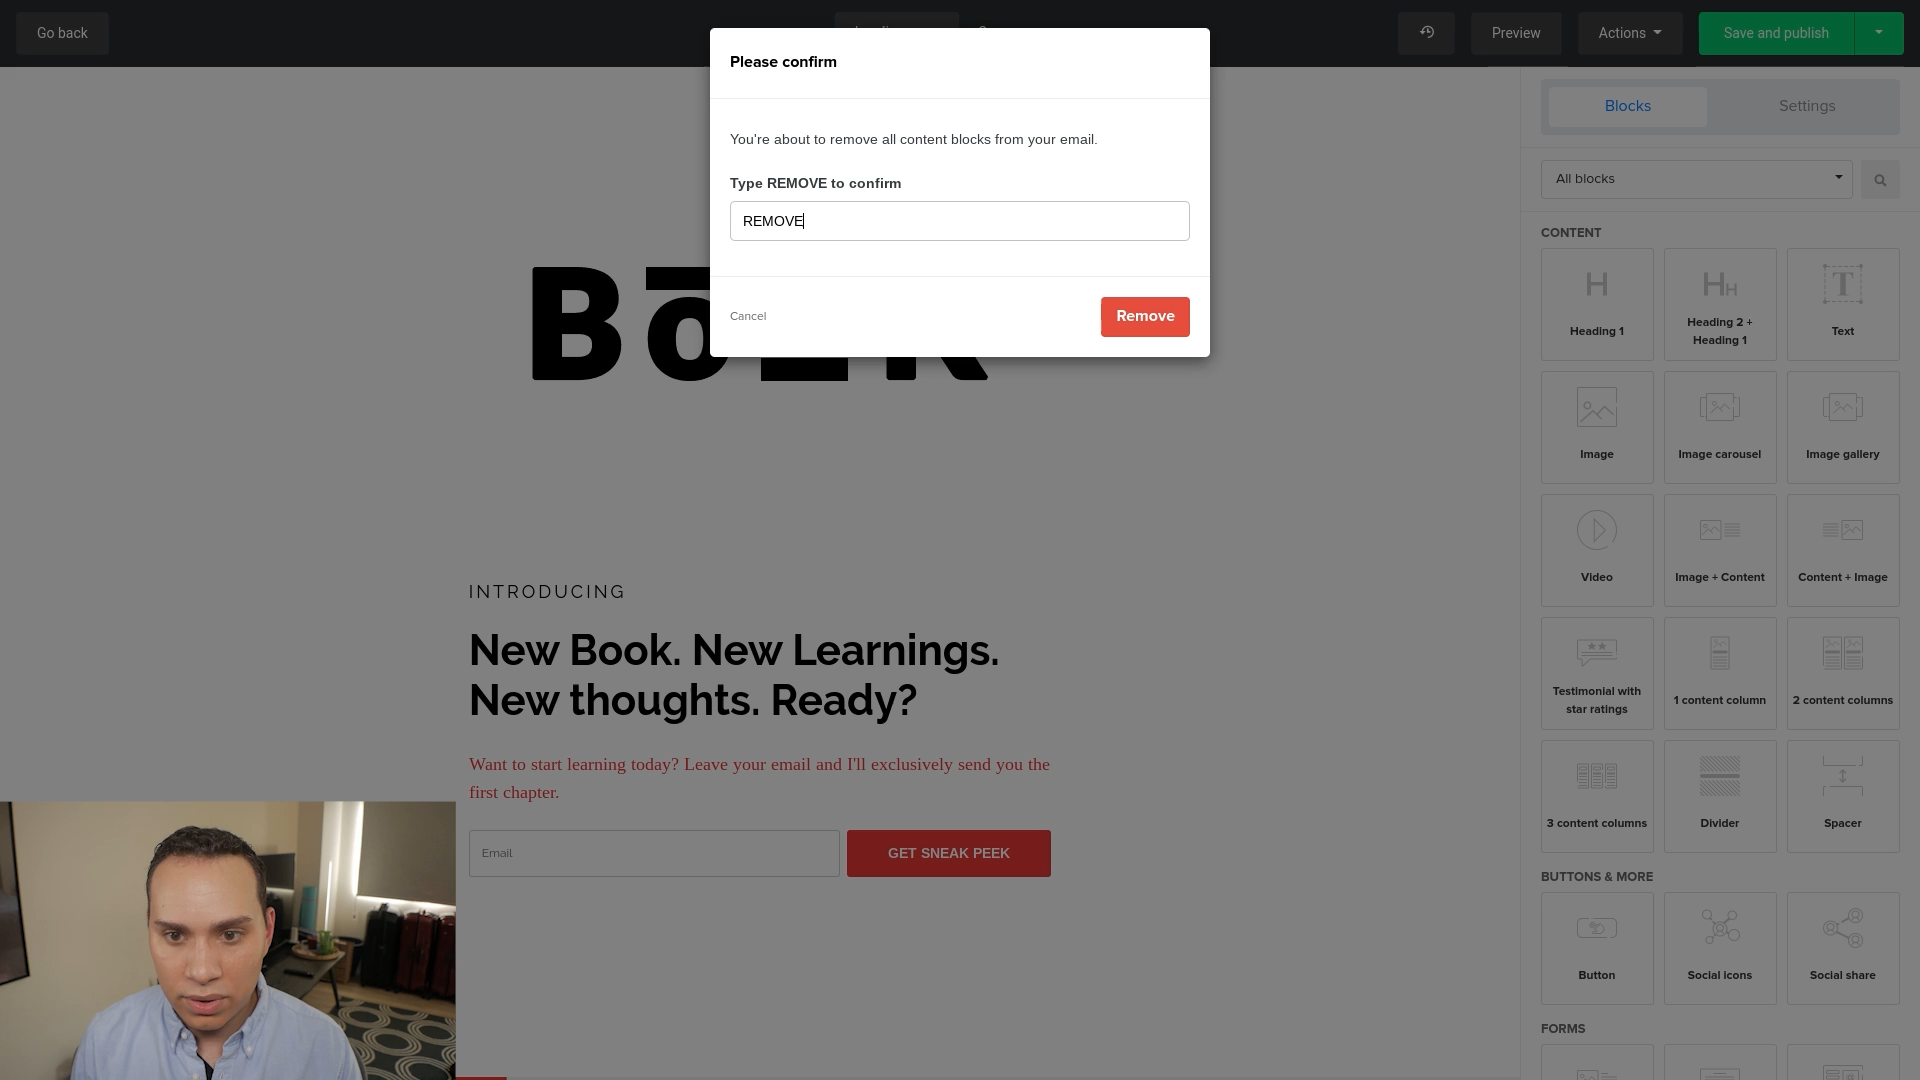 Go back
Preview
Actions
Save and publish
Please confirm
You're about to remove all content blocks from your email.
Type REMOVE to confirm
REMOVE
Cancel
Remove
INTRODUCING
New Book. New Learnings.
New thoughts. Ready?
Want to start learning today? Leave your email and I'll exclusively send you the
first chapter.
Email
GET SNEAK PEEK
Blocks
Settings
All blocks
CONTENT
Heading 1
Heading 2 +
Heading 1
Text
Image
Image carousel
Image gallery
Video
Image + Content
Content + Image
Testimonial with
star ratings
1 content column
2 content columns
3 content columns
Divider
Spacer
BUTTONS & MORE
Button
Social icons
Social share
FORMS